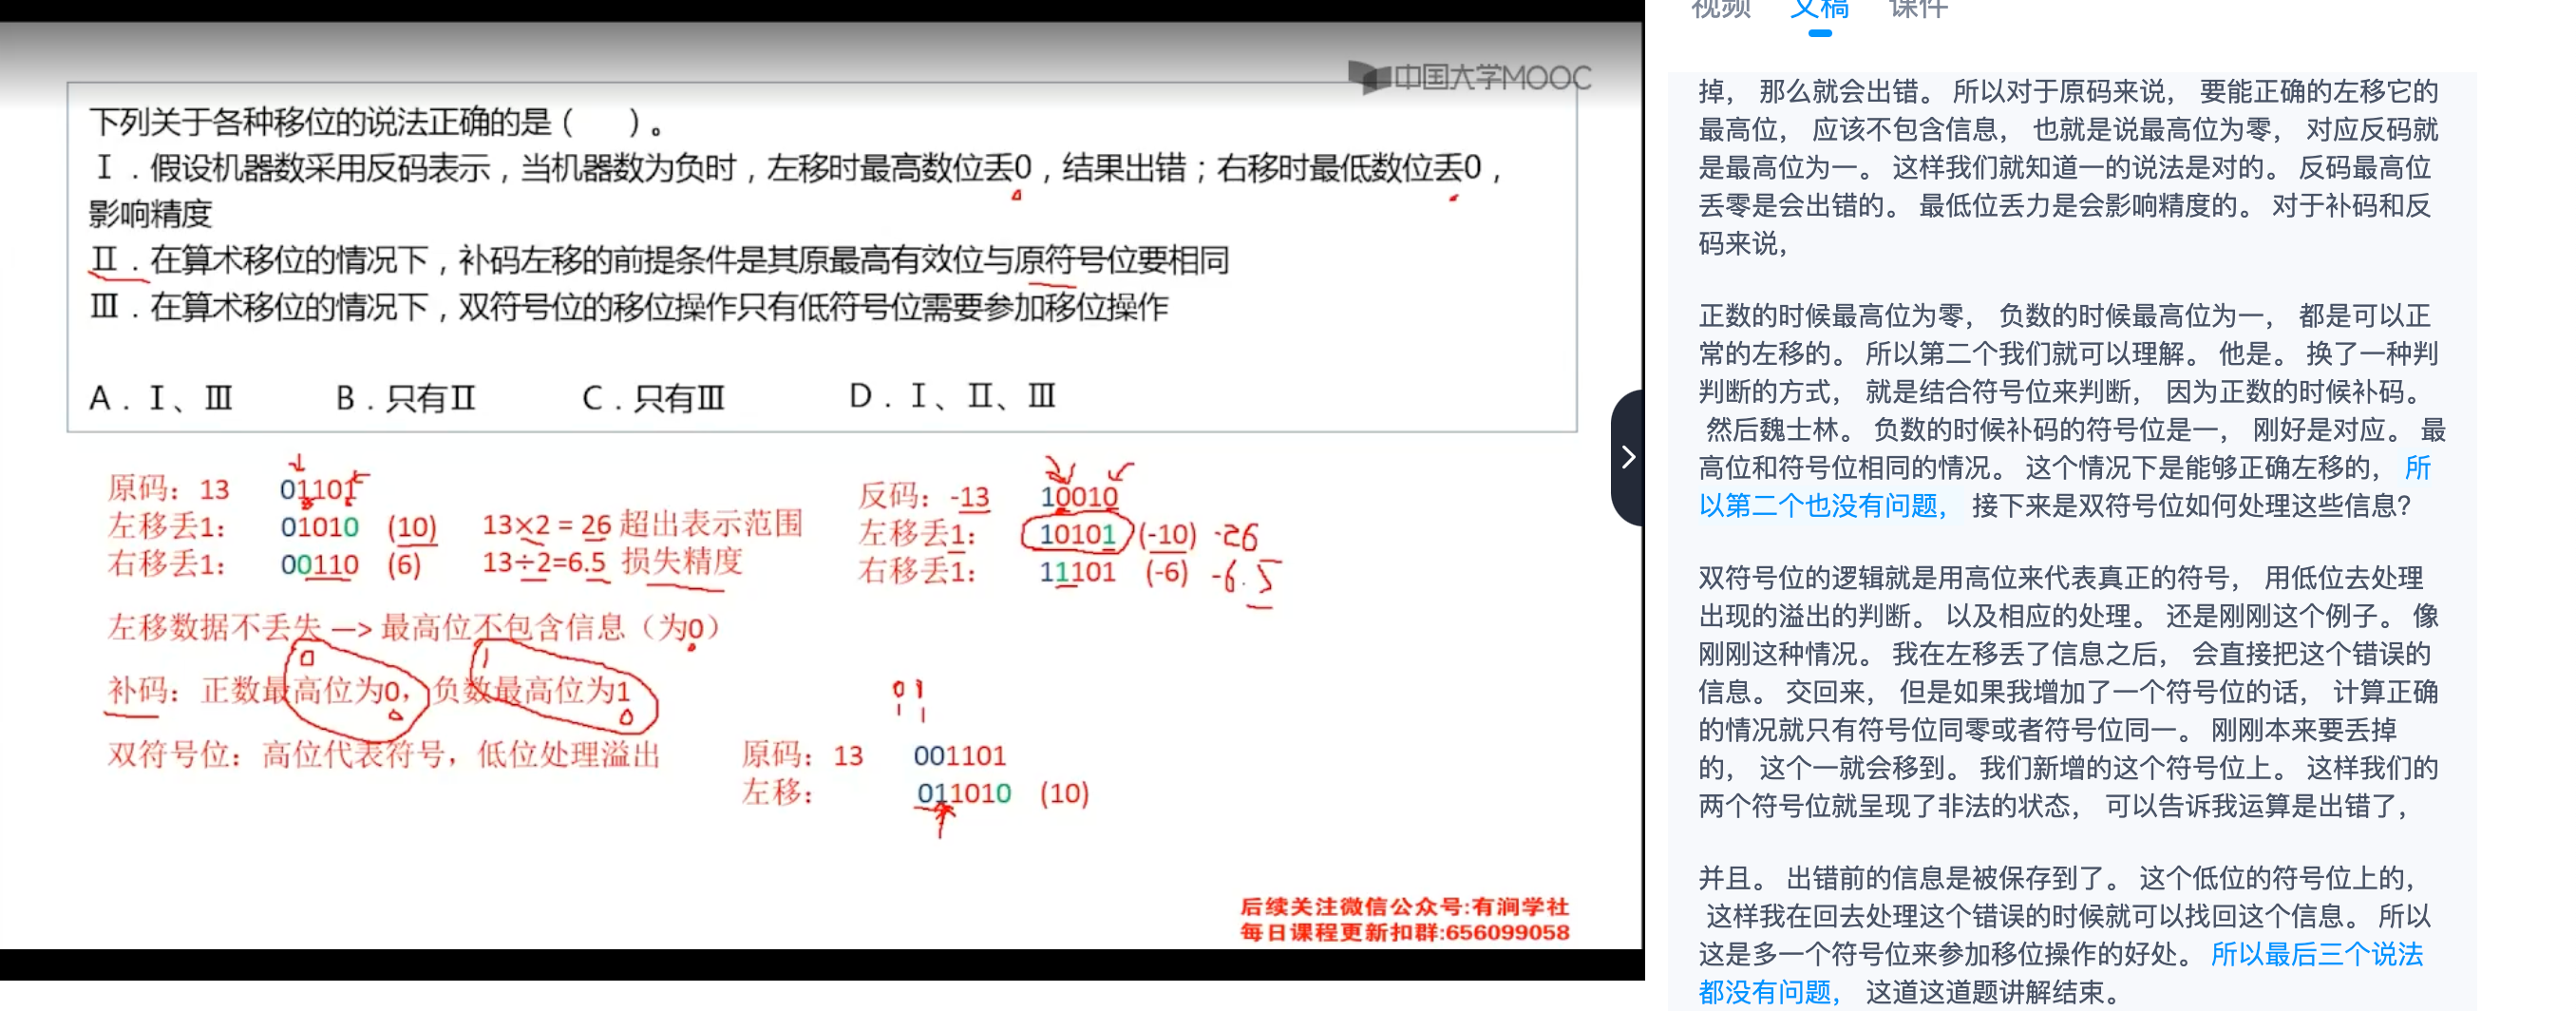 视频 文稿 课件
中国大学MOOC
下列关于各种移位的说法正确的是（ ）。
Ⅰ．假设机器数采用反码表示，当机器数为负时，左移时最高数位丢0，结果出错；右移时最低数位丢0，
影响精度
Ⅱ．在算术移位的情况下，补码左移的前提条件是其原最高有效位与原符号位要相同
Ⅲ．在算术移位的情况下，双符号位的移位操作只有低符号位需要参加移位操作
A．Ⅰ、Ⅲ B．只有Ⅱ C．只有Ⅲ D．Ⅰ、Ⅱ、Ⅲ
原码：13 01101
左移丢1： 01010 (10) 13×2 = 26 超出表示范围
右移丢1： 00110 (6) 13÷2=6.5 损失精度
反码：-13 10010
左移丢1： 10101 (-10) -26
右移丢1： 11101 (-6) -6.5
左移数据不丢失 —> 最高位不包含信息（为0）
0 1
补码：正数最高位为0，负数最高位为1
0 1
1 1
双符号位：高位代表符号，低位处理溢出
原码：13 001101
左移： 011010 (10)
后续关注微信公众号:有涧学社
每日课程更新扣群:656099058
掉， 那么就会出错。 所以对于原码来说， 要能正确的左移它的
最高位， 应该不包含信息， 也就是说最高位为零， 对应反码就
是最高位为一。 这样我们就知道一的说法是对的。 反码最高位
丢零是会出错的。 最低位丢力是会影响精度的。 对于补码和反
码来说，
正数的时候最高位为零， 负数的时候最高位为一， 都是可以正
常的左移的。 所以第二个我们就可以理解。 他是。 换了一种判
判断的方式， 就是结合符号位来判断， 因为正数的时候补码。
然后魏士林。 负数的时候补码的符号位是一， 刚好是对应。 最
高位和符号位相同的情况。 这个情况下是能够正确左移的， 所
以第二个也没有问题， 接下来是双符号位如何处理这些信息?
双符号位的逻辑就是用高位来代表真正的符号， 用低位去处理
出现的溢出的判断。 以及相应的处理。 还是刚刚这个例子。 像
刚刚这种情况。 我在左移丢了信息之后， 会直接把这个错误的
信息。 交回来， 但是如果我增加了一个符号位的话， 计算正确
的情况就只有符号位同零或者符号位同一。 刚刚本来要丢掉
的， 这个一就会移到。 我们新增的这个符号位上。 这样我们的
两个符号位就呈现了非法的状态， 可以告诉我运算是出错了，
并且。 出错前的信息是被保存到了。 这个低位的符号位上的，
这样我在回去处理这个错误的时候就可以找回这个信息。 所以
这是多一个符号位来参加移位操作的好处。 所以最后三个说法
都没有问题， 这道这道题讲解结束。